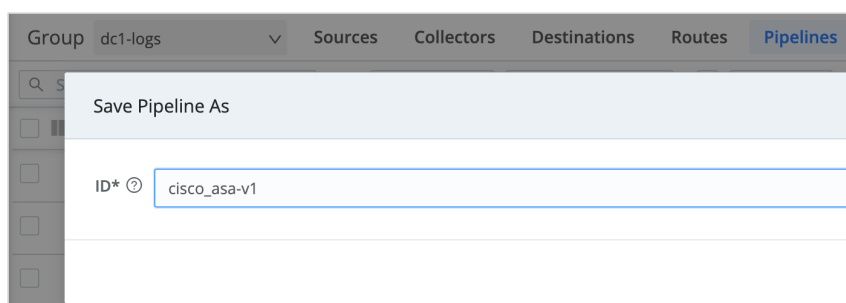 Group dc1-logs Sources Collectors Destinations Routes Pipelines
S
Save Pipeline As
ID* ? cisco_asa-v1